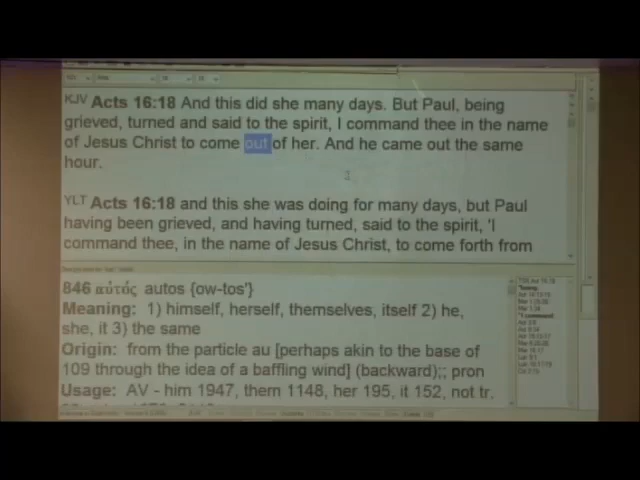 KJV Acts 16:18 And this did she many days. But Paul, being
grieved, turned and said to the spirit, I command thee in the name
of Jesus Christ to come out of her. And he came out the same
hour.
YLT Acts 16:18 and this she was doing for many days, but Paul
having been grieved, and having turned, said to the spirit, 'I
command thee, in the name of Jesus Christ, to come forth from
846 αὐτός autos {ow-tos'}
Meaning: 1) himself, herself, themselves, itself 2) he,
she, it 3) the same
Origin: from the particle au [perhaps akin to the base of
109 through the idea of a baffling wind] (backward);; pron
Usage: AV - him 1947, them 1148, her 195, it 152, not tr,